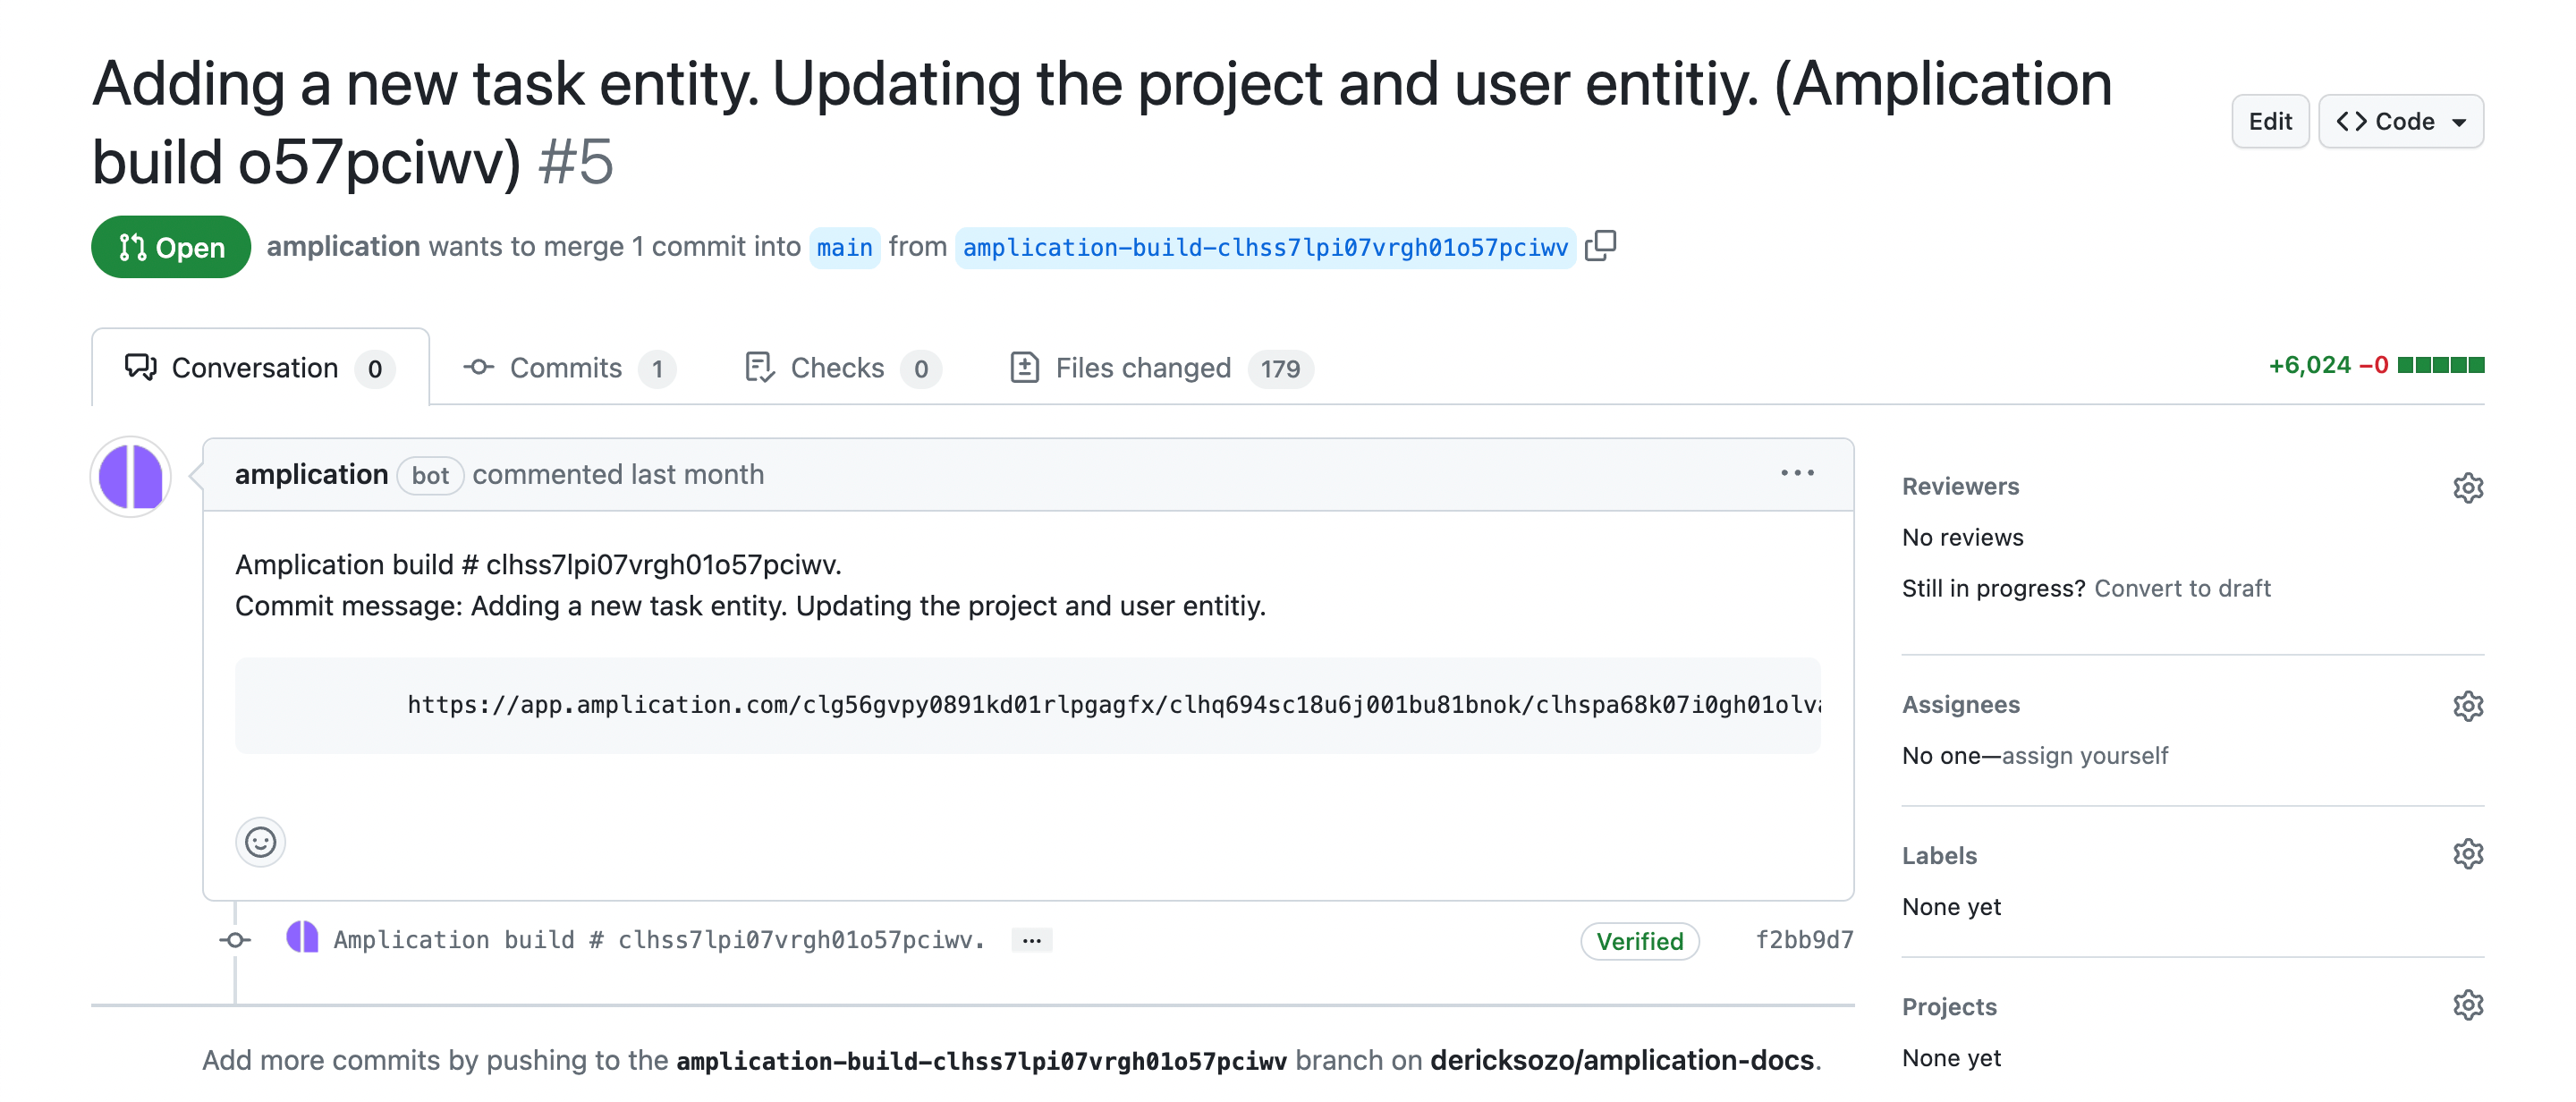 Adding a new task entity. Updating the project and user entitiy. (Amplication
build o57pciwv) #5
Edit
Code
Open
amplication wants to merge 1 commit into main from amplication-build-clhss7lpi07vrgh01o57pciwv
Conversation 0
Commits 1
Checks 0
Files changed 179
+6,024 −0
amplication bot commented last month
Amplication build # clhss7lpi07vrgh01o57pciwv.
Commit message: Adding a new task entity. Updating the project and user entitiy.
https://app.amplication.com/clg56gvpy0891kd01rlpgagfx/clhq694sc18u6j001bu81bnok/clhspa68k07i0gh01olva
Amplication build # clhss7lpi07vrgh01o57pciwv. ...
Verified
f2bb9d7
Add more commits by pushing to the amplication-build-clhss7lpi07vrgh01o57pciwv branch on dericksozo/amplication-docs.
Reviewers
No reviews
Still in progress? Convert to draft
Assignees
No one—assign yourself
Labels
None yet
Projects
None yet